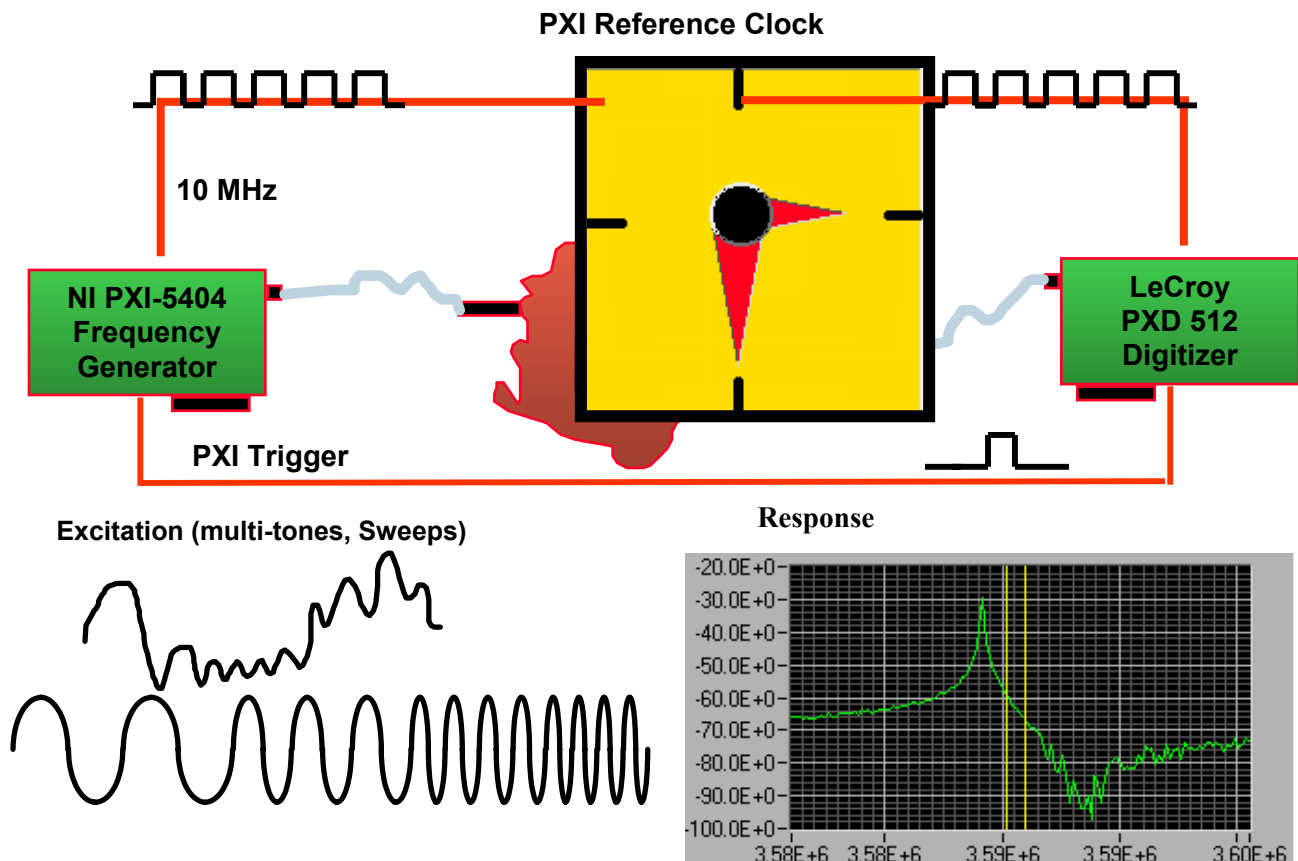 PXI Reference Clock
10 MHz
NI PXI-5404
Frequency
Generator
LeCroy
PXD 512
Digitizer
PXI Trigger
Excitation (multi-tones, Sweeps)
Response
-20.0E+0-
-30.0E+0-
-40.0E+0-
-50.0E+0-
-60.0E+0-
-70.0E+0-
-80.0E+0-
-90.0E+0-
-100.0E+0-
3.58E+6 3.58E+6 3.59E+6 3.59E+6 3.60E+6